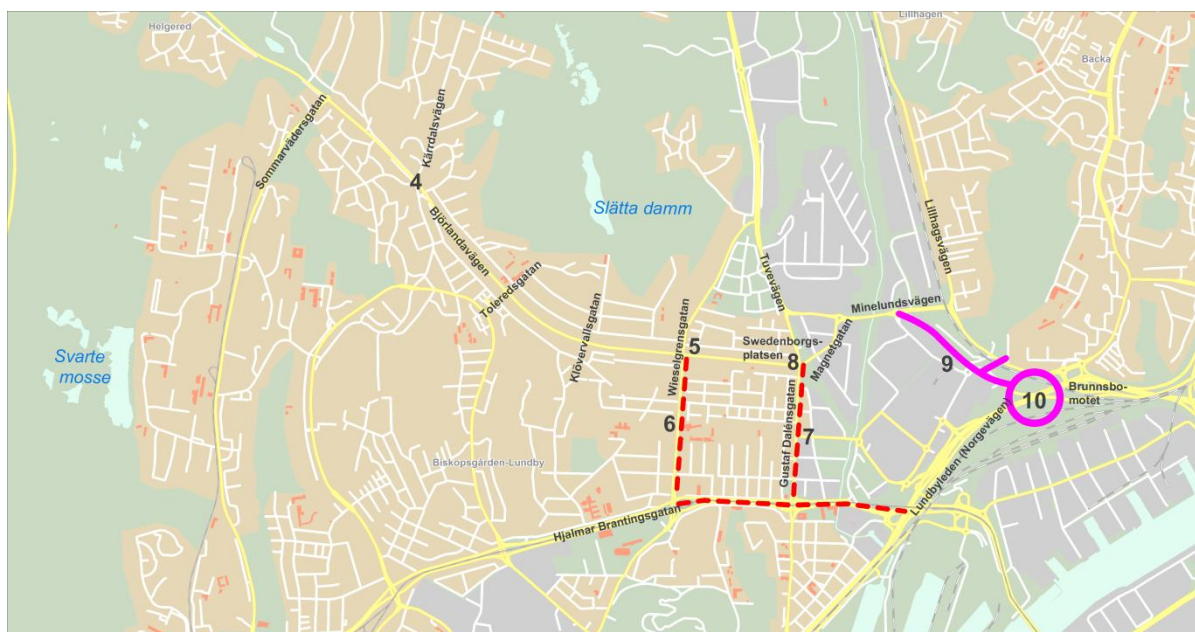 Helgered
Lillhagen
Backa
Sommarvädersgatan
Kärrdalsvägen
4
Slätta damm
Björlandavägen
Toleredsgatan
Klövervallsgatan
Tuvevägen
Lillhagsvägen
Minelundsvägen
Svarte
mosse
Wieselgrensgatan
5
Swedenborgs-
platsen
8
Magnetgatan
9
10
Brunnsbo-
motet
6
7
Gustaf Dalénsgatan
Biskopsgården-Lundby
Hjalmar Brantingsgatan
Lundbyleden (Norgevägen)